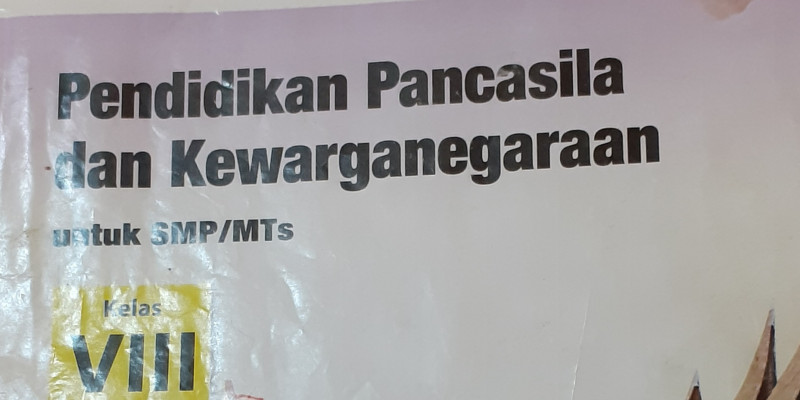 Pendidikan Pancasila
dan Kewarganegaraan
untuk SMP/MTs
Kelas
VIII